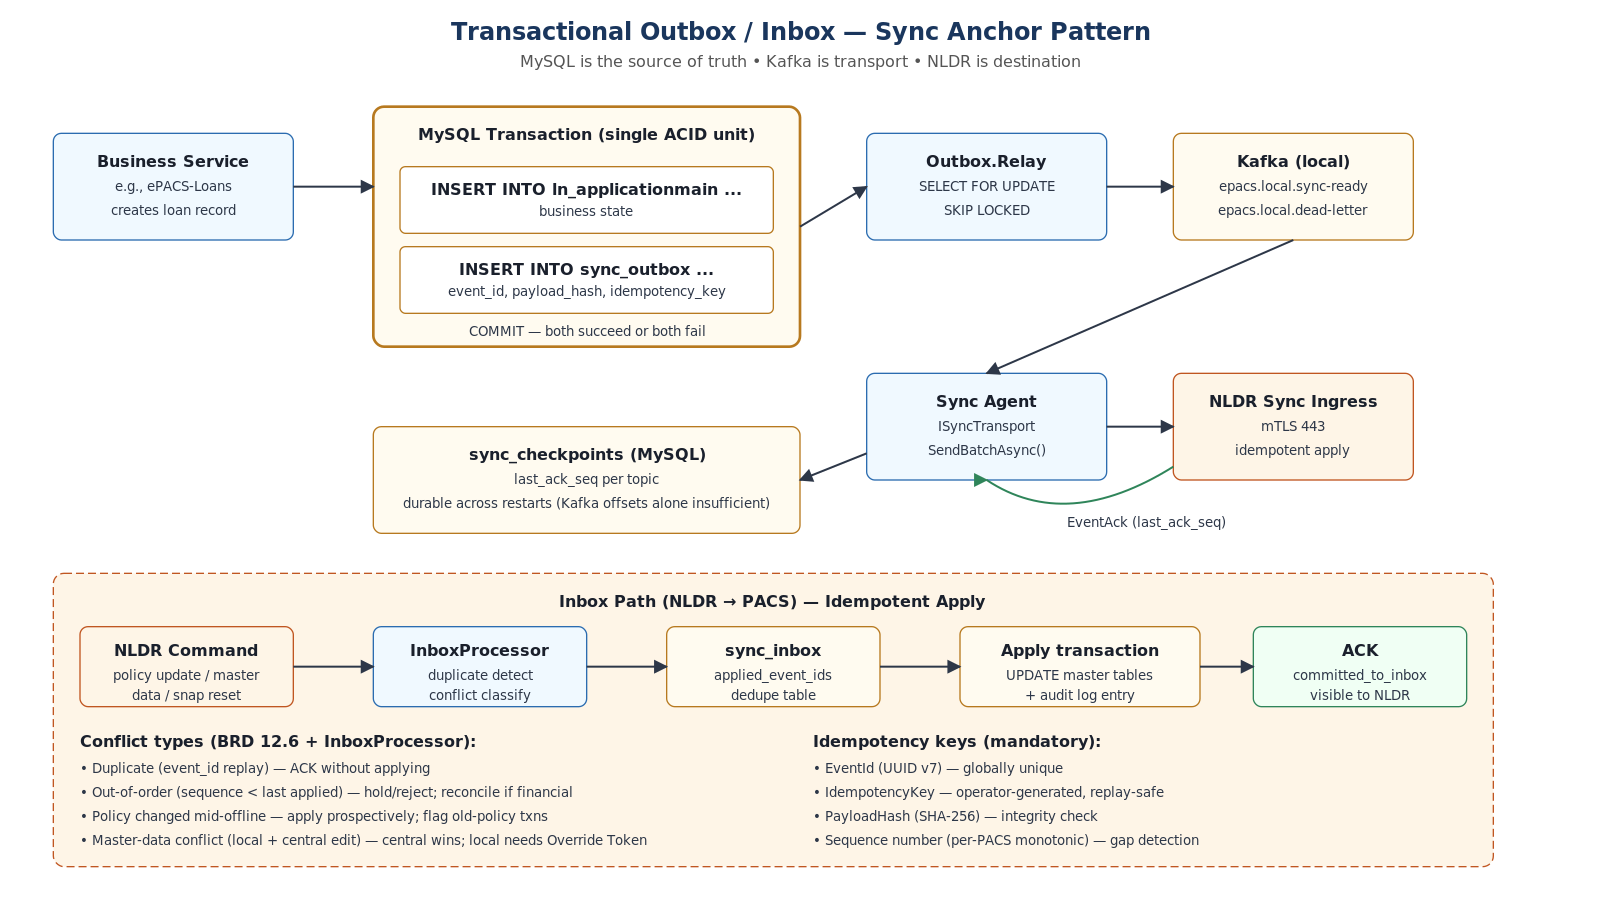 Transactional Outbox / Inbox — Sync Anchor Pattern
MySQL is the source of truth • Kafka is transport • NLDR is destination
Business Service
e.g., ePACS-Loans
creates loan record
MySQL Transaction (single ACID unit)
INSERT INTO ln_applicationmain ...
business state
INSERT INTO sync_outbox ...
event_id, payload_hash, idempotency_key
COMMIT — both succeed or both fail
Outbox.Relay
SELECT FOR UPDATE
SKIP LOCKED
Kafka (local)
epacs.local.sync-ready
epacs.local.dead-letter
Sync Agent
ISyncTransport
SendBatchAsync()
NLDR Sync Ingress
mTLS 443
idempotent apply
sync_checkpoints (MySQL)
last_ack_seq per topic
durable across restarts (Kafka offsets alone insufficient)
EventAck (last_ack_seq)
Inbox Path (NLDR → PACS) — Idempotent Apply
NLDR Command
policy update / master
data / snap reset
InboxProcessor
duplicate detect
conflict classify
sync_inbox
applied_event_ids
dedupe table
Apply transaction
UPDATE master tables
+ audit log entry
ACK
committed_to_inbox
visible to NLDR
Conflict types (BRD 12.6 + InboxProcessor):
• Duplicate (event_id replay) — ACK without applying
• Out-of-order (sequence < last applied) — hold/reject; reconcile if financial
• Policy changed mid-offline — apply prospectively; flag old-policy txns
• Master-data conflict (local + central edit) — central wins; local needs Override Token
Idempotency keys (mandatory):
• EventId (UUID v7) — globally unique
• IdempotencyKey — operator-generated, replay-safe
• PayloadHash (SHA-256) — integrity check
• Sequence number (per-PACS monotonic) — gap detection